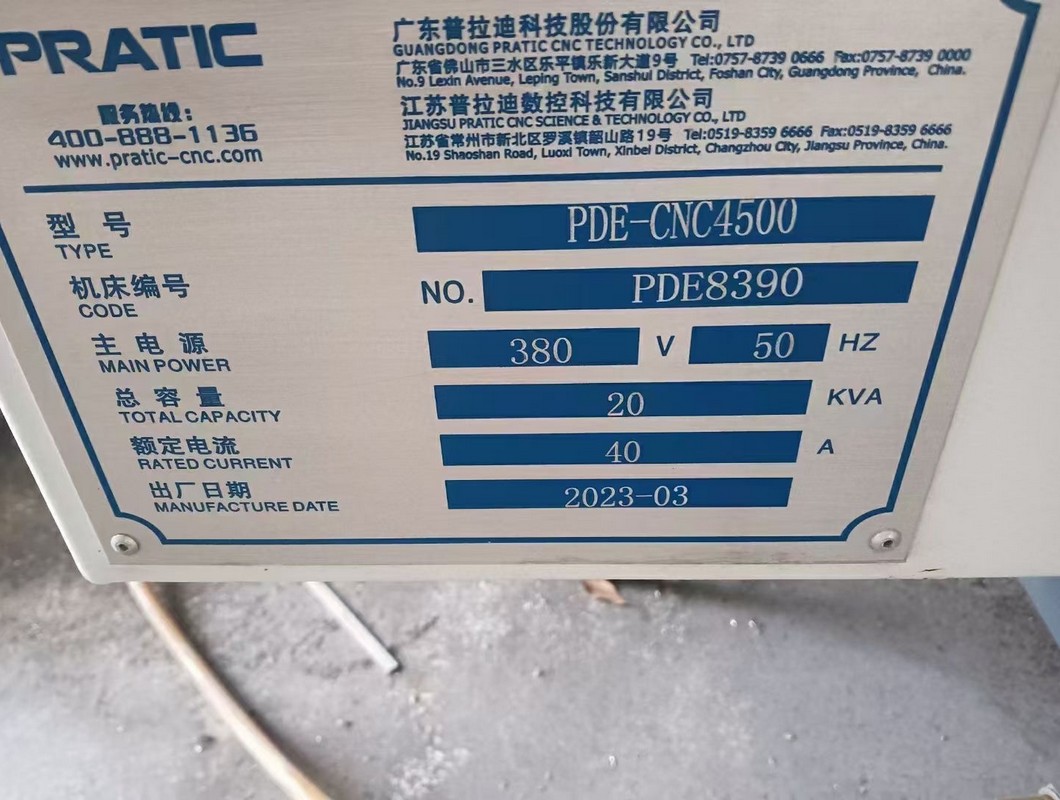 PRATIC
服务热线：
400-888-1136
www.pratic-cnc.com
广东普拉迪科技股份有限公司
GUANGDONG PRATIC CNC TECHNOLOGY CO., LTD
广东省佛山市三水区乐平镇乐新大道9号 Tel:0757-8739 0666 Fax:0757-8739 0000
No.9 Lexin Avenue, Leping Town, Sanshui District, Foshan City, Guangdong Province, China.
江苏普拉迪数控科技有限公司
JIANGSU PRATIC CNC SCIENCE & TECHNOLOGY CO., LTD
江苏省常州市新北区罗溪镇韶山路19号 Tel:0519-8359 6666 Fax:0519-8359 6666
No.19 Shaoshan Road, Luoxi Town, Xinbei District, Changzhou City, Jiangsu Province, China.
型号 PDE-CNC4500
TYPE
机床编号 NO. PDE8390
CODE
主电源 380 V 50 HZ
MAIN POWER
总容量 20 KVA
TOTAL CAPACITY
额定电流 40 A
RATED CURRENT
出厂日期 2023-03
MANUFACTURE DATE